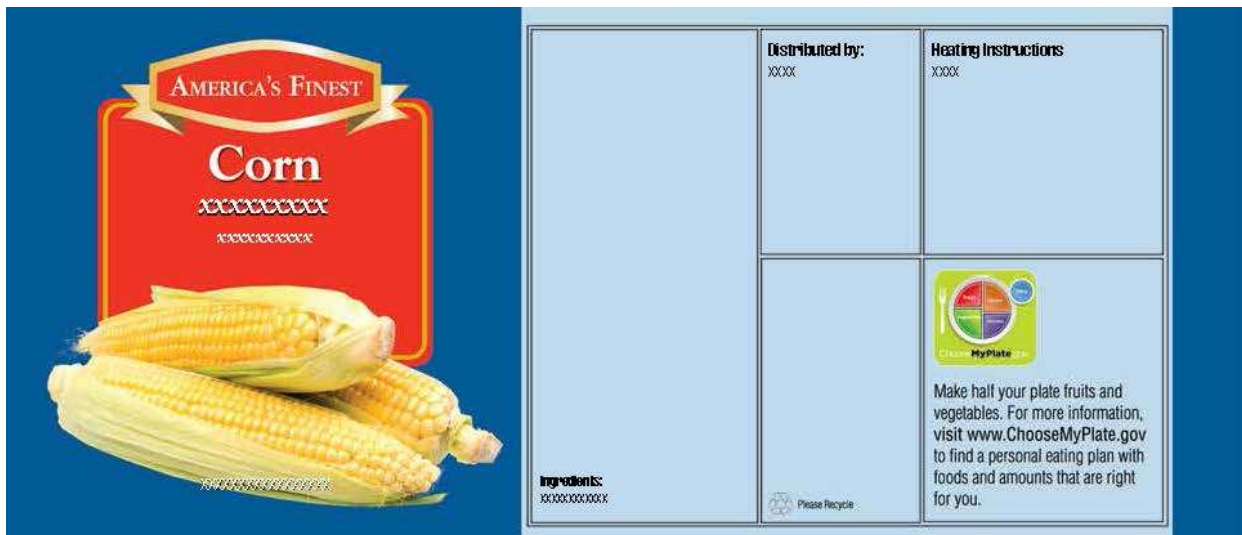 AMERICA'S FINEST
Corn
xxxxxxxxx
xxxxxxxxxx
Ingredients:
XXXXXXXXXXX
Distributed by:
XXXX
Heating Instructions
XXXX
Please Recycle
ChooseMyPlate.gov
Make half your plate fruits and
vegetables. For more information,
visit www.ChooseMyPlate.gov
to find a personal eating plan with
foods and amounts that are right
for you.